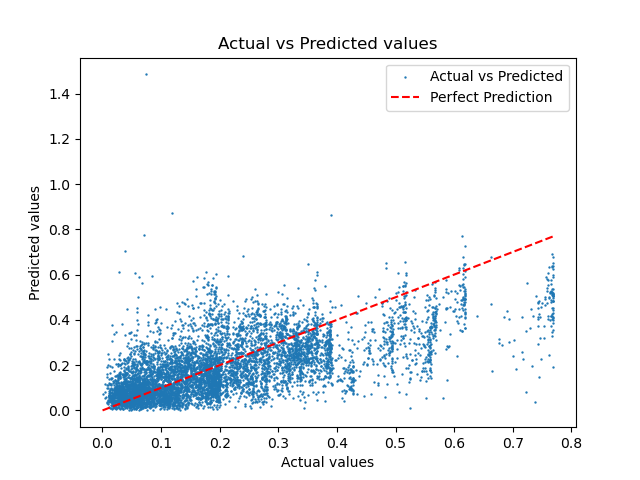 Actual vs Predicted values
Actual vs Predicted
Perfect Prediction
Predicted values
1.4
1.2
1.0
0.8
0.6
0.4
0.2
0.0
0.0 0.1 0.2 0.3 0.4 0.5 0.6 0.7 0.8
Actual values